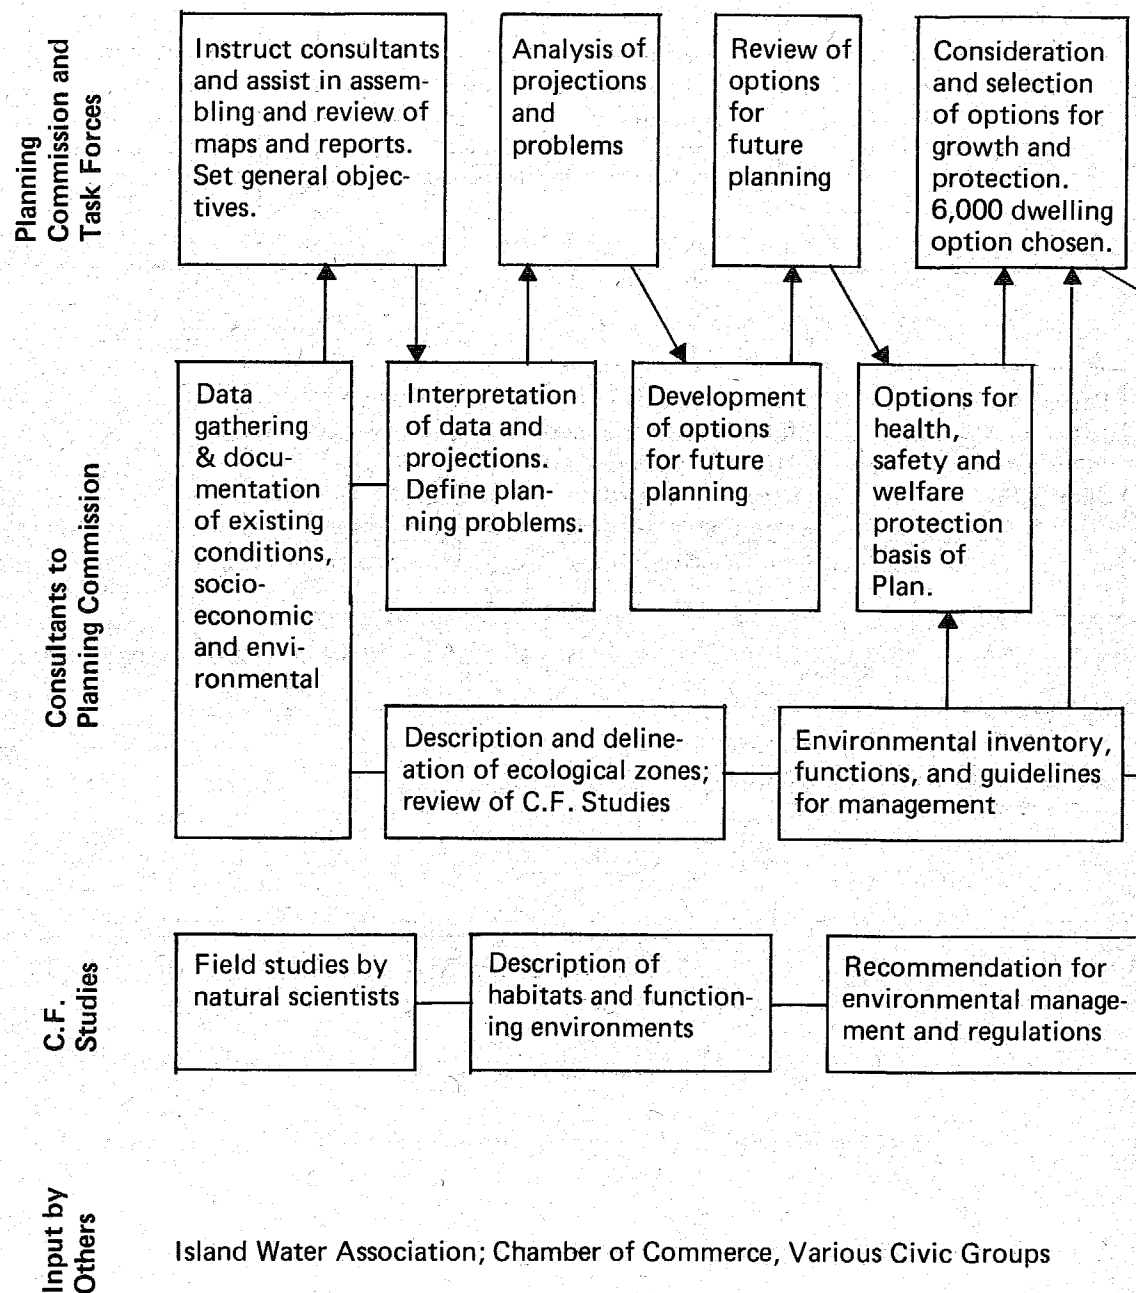 Planning
Commission and
Task Forces
Instruct consultants
and assist in assem-
bling and review of
maps and reports.
Set general objec-
tives.
Analysis of
projections
and
problems
Review of
options
for
future
planning
Consideration
and selection
of options for
growth and
protection.
6,000 dwelling
option chosen.
Consultants to
Planning Commission
Data
gathering
& docu-
mentation
of existing
conditions,
socio-
economic
and envi-
ronmental
Interpretation
of data and
projections.
Define plan-
ning problems.
Development
of options
for future
planning
Options for
health,
safety and
welfare
protection
basis of
Plan.
Description and deline-
ation of ecological zones;
review of C.F. Studies
Environmental inventory,
functions, and guidelines
for management
C.F.
Studies
Field studies by
natural scientists
Description of
habitats and function-
ing environments
Recommendation for
environmental manage-
ment and regulations
Input by
Others
Island Water Association; Chamber of Commerce, Various Civic Groups